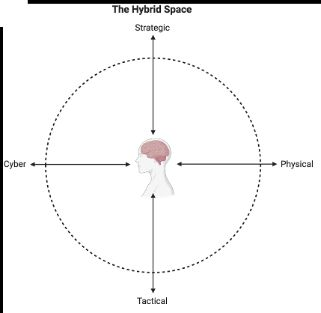 The Hybrid Space
Strategic
Cyber
Physical
Tactical